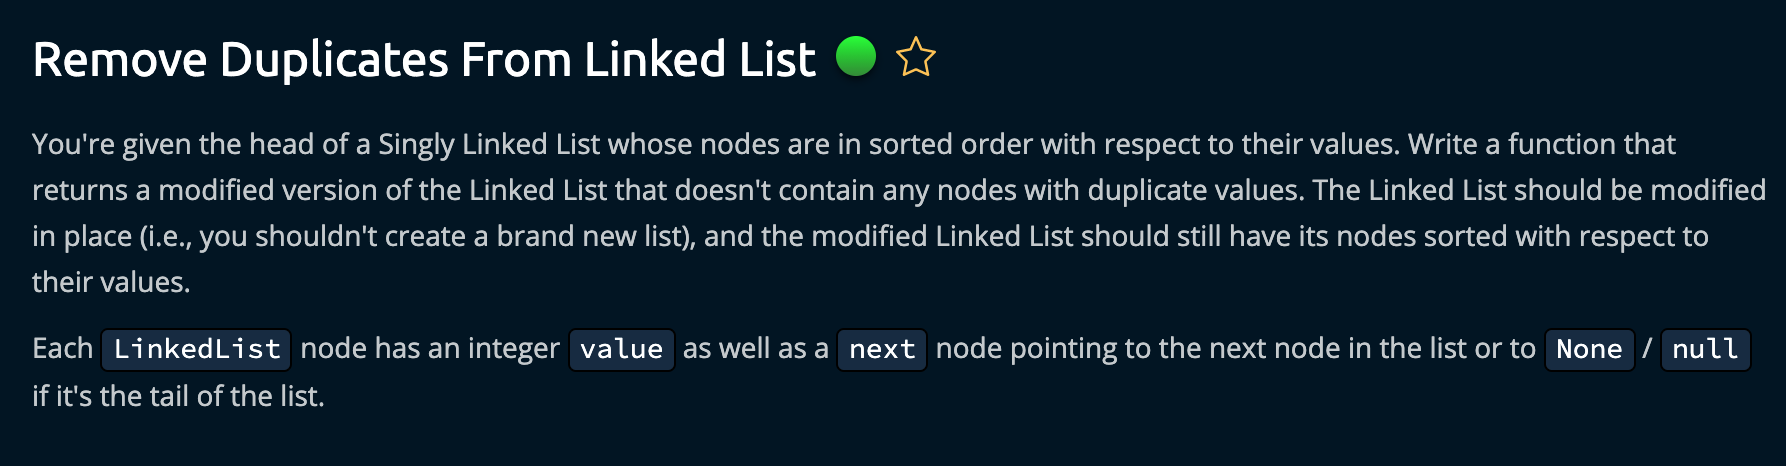 Remove Duplicates From Linked List
You're given the head of a Singly Linked List whose nodes are in sorted order with respect to their values. Write a function that
returns a modified version of the Linked List that doesn't contain any nodes with duplicate values. The Linked List should be modified
in place (i.e., you shouldn't create a brand new list), and the modified Linked List should still have its nodes sorted with respect to
their values.
Each LinkedList node has an integer value as well as a next node pointing to the next node in the list or to None / null
if it's the tail of the list.